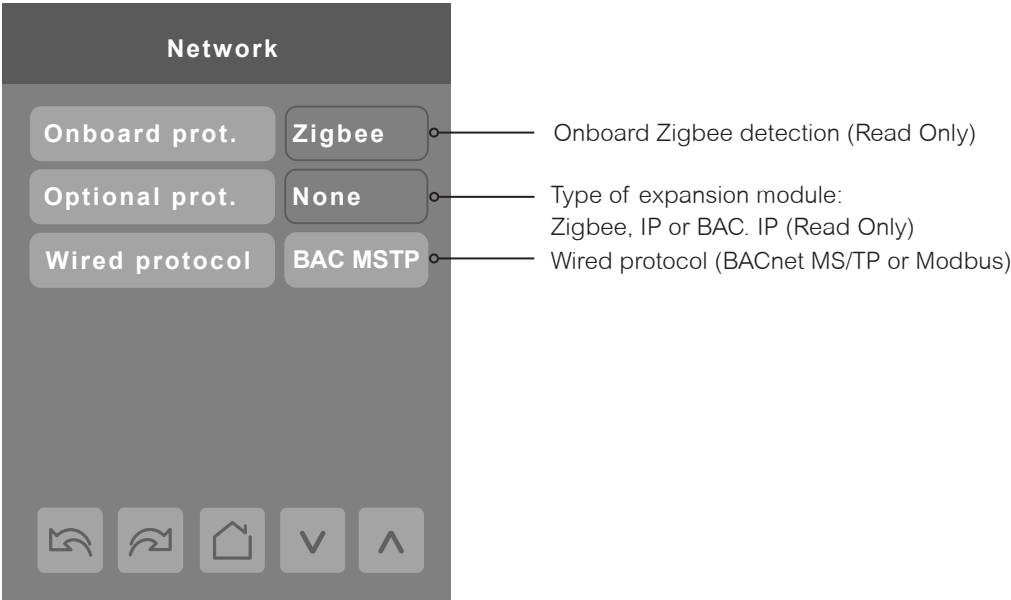 Network
Onboard prot. Zigbee Onboard Zigbee detection (Read Only)
Optional prot. None Type of expansion module:
Zigbee, IP or BAC. IP (Read Only)
Wired protocol BAC MSTP Wired protocol (BACnet MS/TP or Modbus)